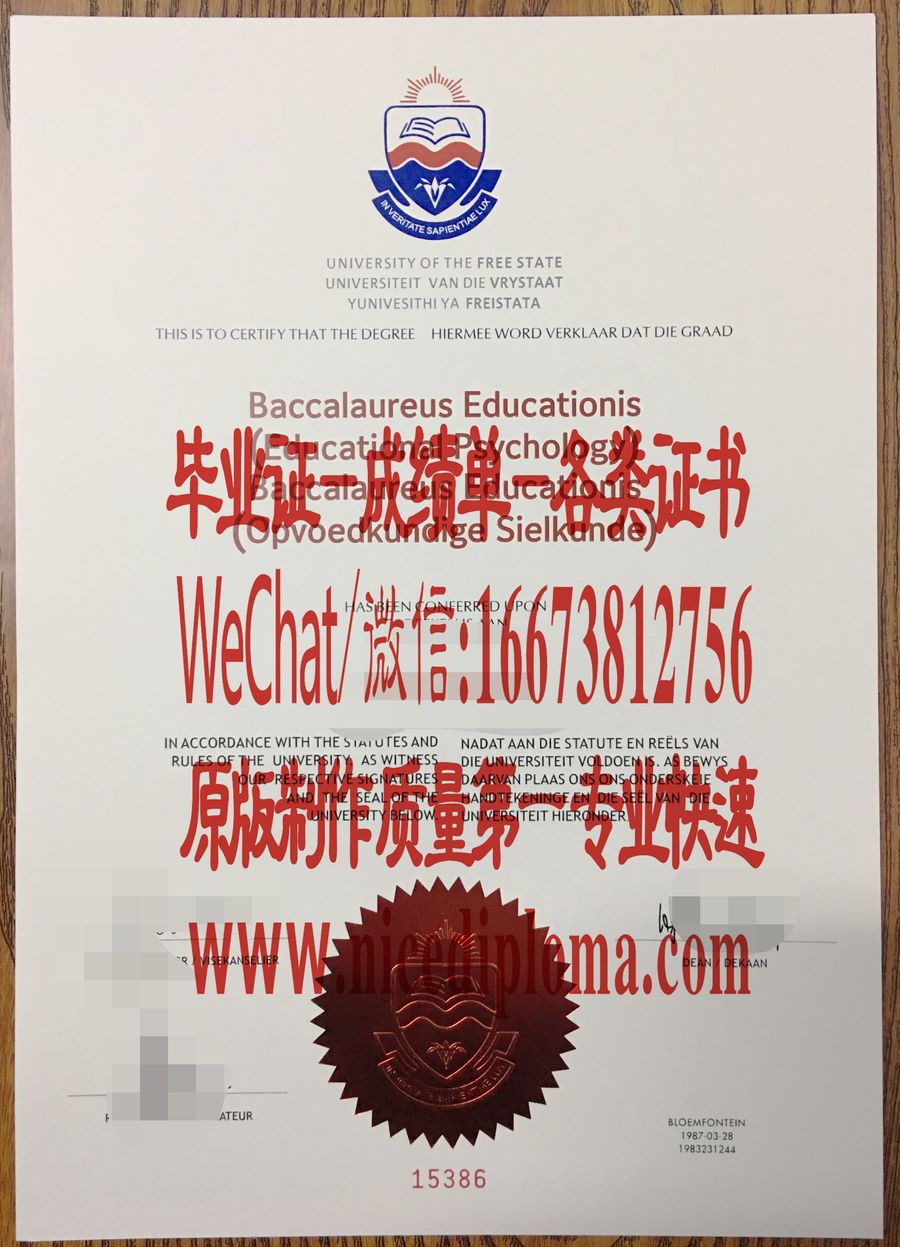 IN VERITATE SAPIENTIAE LUX
UNIVERSITY OF THE FREE STATE
UNIVERSITEIT VAN DIE VRYSTAAT
YUNIVESITHI YA FREISTATA
THIS IS TO CERTIFY THAT THE DEGREE HIERMEE WORD VERKLAAR DAT DIE GRAAD
Baccalaureus Educationis
(Educational Psychology)
毕业证一成绩单一各类证书
Baccalaureus Educationis
(Opvoedkundige Sielkunde)
HAS BEEN CONFERRED UPON
WeChat/微信:16673812756
IN ACCORDANCE WITH THE STATUTES AND
RULES OF THE UNIVERSITY. AS WITNESS
OUR RESPECTIVE SIGNATURES
AND THE SEAL OF THE
UNIVERSITY BELOW.
NADAT AAN DIE STATUTE EN REËLS VAN
DIE UNIVERSITEIT VOLDOEN IS. AS BEWYS
DAARVAN PLAAS ONS ONS ONDERSKEIE
HANDTEKENINGE EN DIE SEËL VAN DIE
UNIVERSITEIT HIERONDER.
原版制作质量第一专业快速
www.nicediploma.com
/ VISEKANSELIER
DEAN / DEKAAN
BLOEMFONTEIN
1987-03-28
1983231244
15386